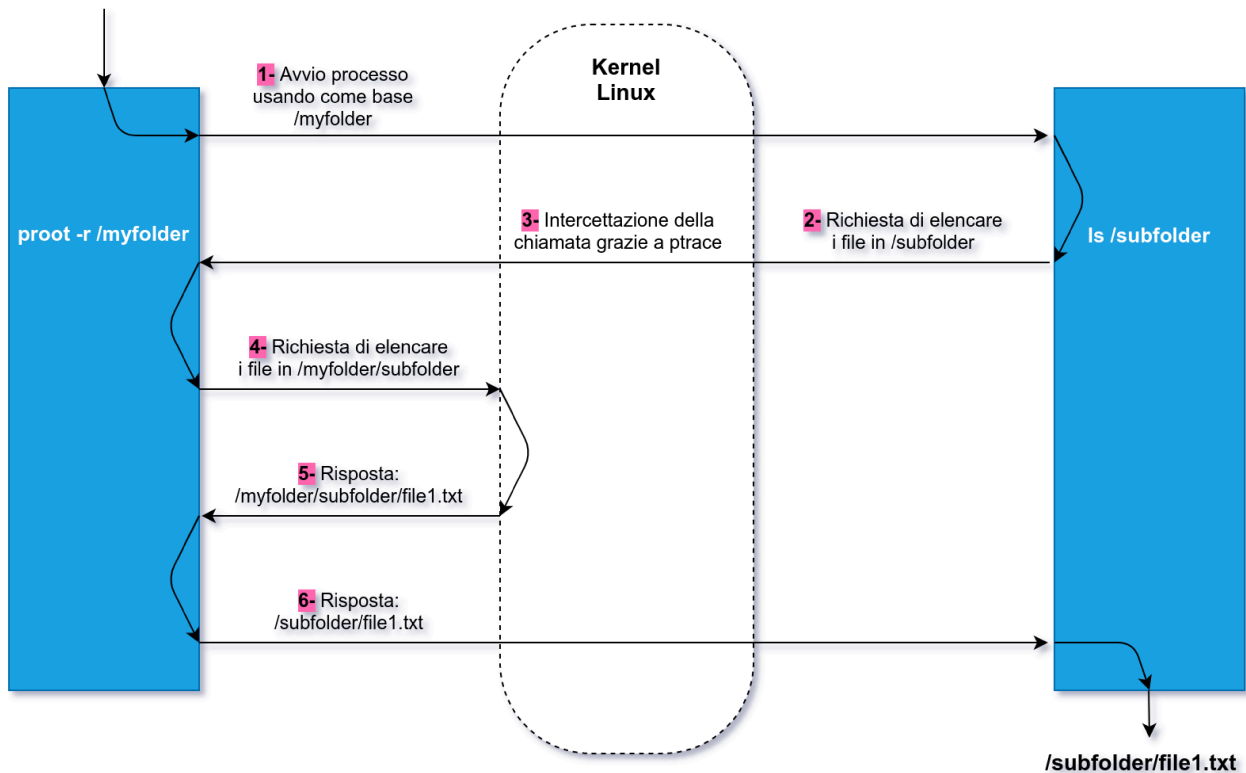 1- Avvio processo
usando come base
/myfolder
Kernel
Linux
proot -r /myfolder
3- Intercettazione della
chiamata grazie a ptrace
2- Richiesta di elencare
i file in /subfolder
ls /subfolder
4- Richiesta di elencare
i file in /myfolder/subfolder
5- Risposta:
/myfolder/subfolder/file1.txt
6- Risposta:
/subfolder/file1.txt
/subfolder/file1.txt